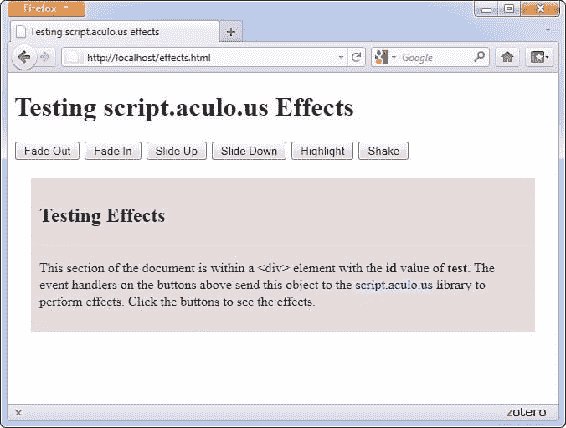 Firefox
Testing script.aculo.us effects
http://localhost/effects.html
Google
Testing script.aculo.us Effects
Fade Out Fade In Slide Up Slide Down Highlight Shake
Testing Effects
This section of the document is within a <div> element with the id value of test. The
event handlers on the buttons above send this object to the script.aculo.us library to
perform effects. Click the buttons to see the effects.
x zotero